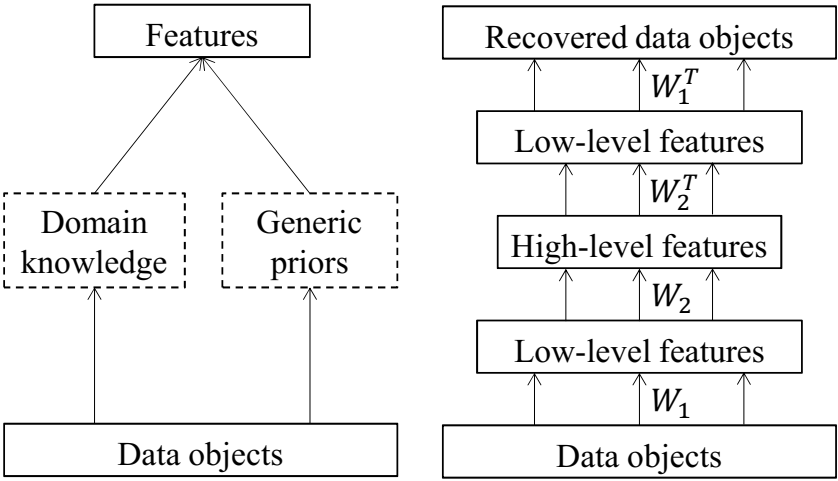 Features
Domain
knowledge
Generic
priors
Data objects
Recovered data objects
W₁ᵀ
Low-level features
W₂ᵀ
High-level features
W₂
Low-level features
W₁
Data objects